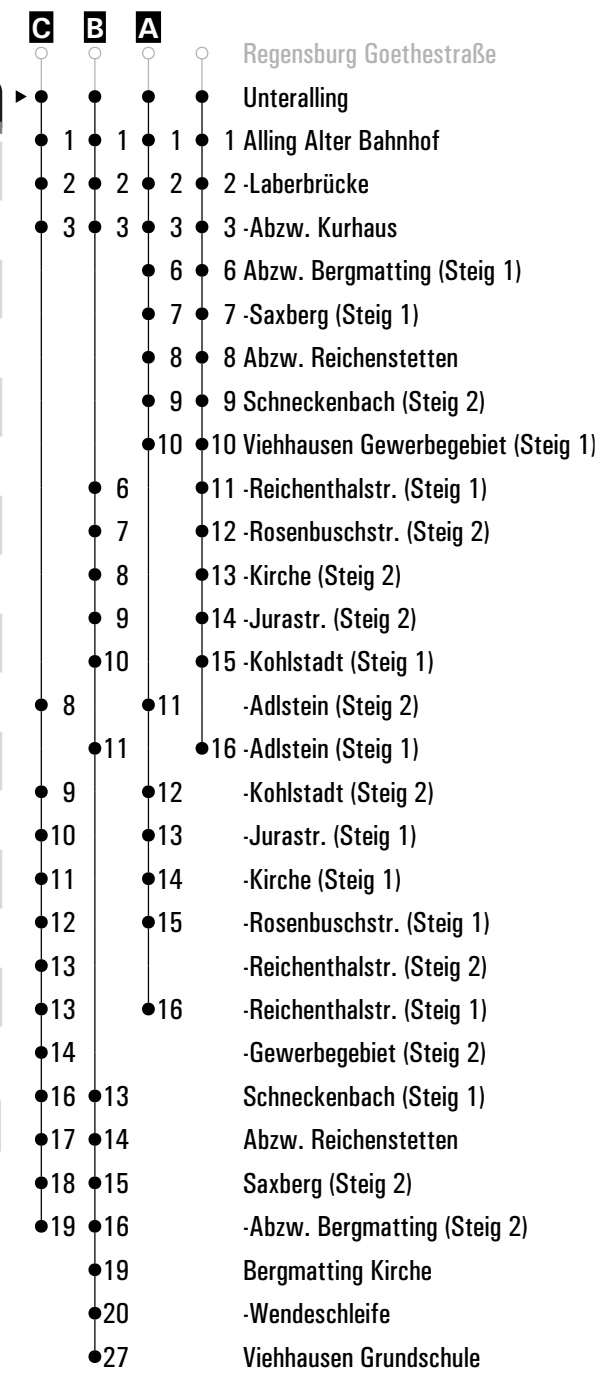 C B A
Regensburg Goethestraße
Unteralling
1 1 1 1 Alling Alter Bahnhof
2 2 2 2 -Laberbrücke
3 3 3 3 -Abzw. Kurhaus
6 6 Abzw. Bergmatting (Steig 1)
7 7 -Saxberg (Steig 1)
8 8 Abzw. Reichenstetten
9 9 Schneckenbach (Steig 2)
10 10 Viehhausen Gewerbegebiet (Steig 1)
6 11 -Reichenthalstr. (Steig 1)
7 12 -Rosenbuschstr. (Steig 2)
8 13 -Kirche (Steig 2)
9 14 -Jurastr. (Steig 2)
10 15 -Kohlstadt (Steig 1)
8 11 -Adlstein (Steig 2)
11 16 -Adlstein (Steig 1)
9 12 -Kohlstadt (Steig 2)
10 13 -Jurastr. (Steig 1)
11 14 -Kirche (Steig 1)
12 15 -Rosenbuschstr. (Steig 1)
13 -Reichenthalstr. (Steig 2)
13 16 -Reichenthalstr. (Steig 1)
14 -Gewerbegebiet (Steig 2)
16 13 Schneckenbach (Steig 1)
17 14 Abzw. Reichenstetten
18 15 Saxberg (Steig 2)
19 16 -Abzw. Bergmatting (Steig 2)
19 Bergmatting Kirche
20 -Wendeschleife
27 Viehhausen Grundschule